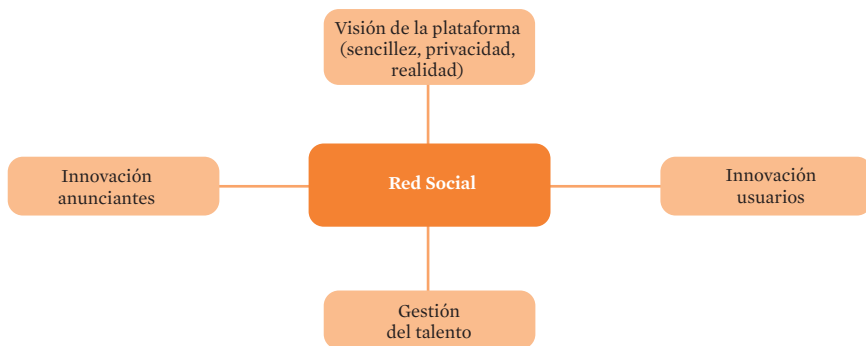 Visión de la plataforma
(sencillez, privacidad,
realidad)
Innovación
anunciantes
Red Social
Innovación
usuarios
Gestión
del talento